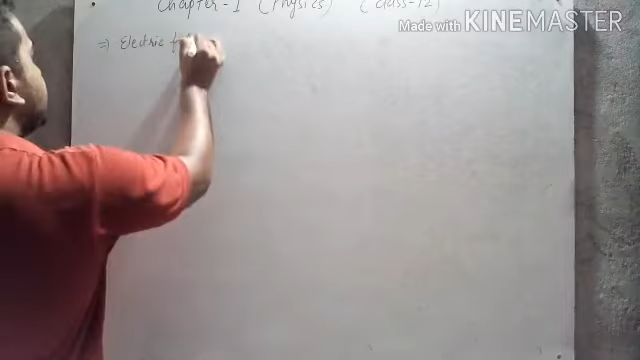 Chapter-1 (Physics) (Class-12)
Made with KINEMASTER
=) Electric